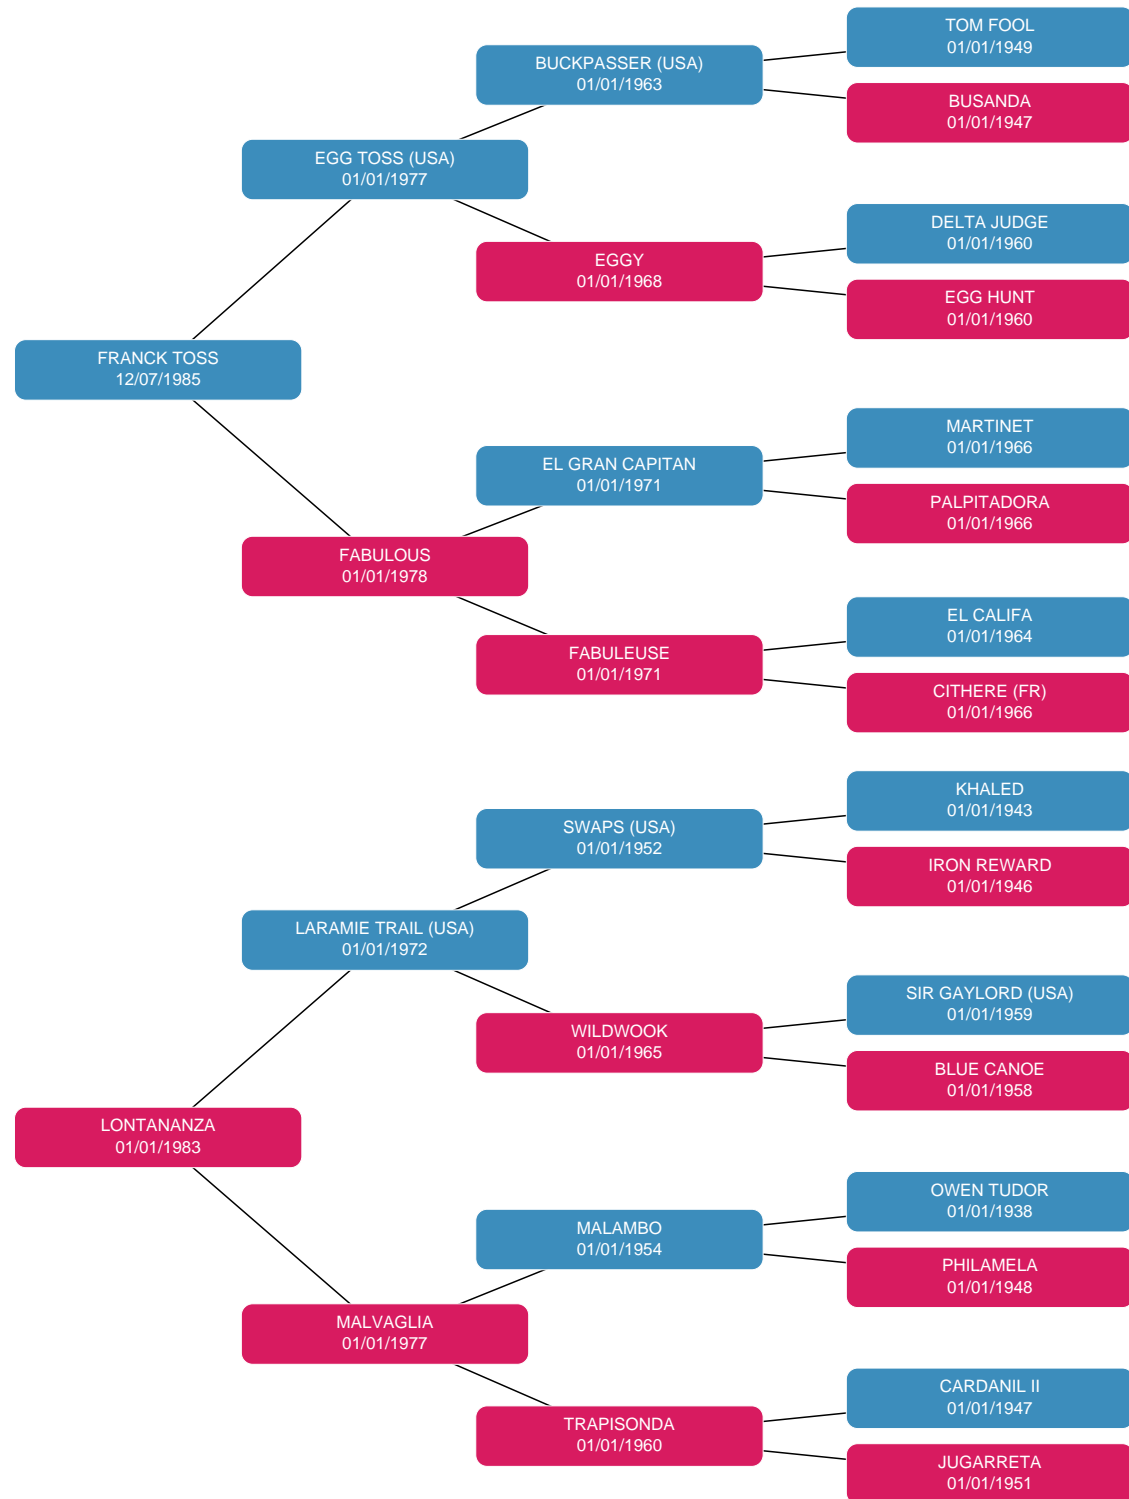 TOM FOOL
01/01/1949
BUCKPASSER (USA)
01/01/1963
BUSANDA
01/01/1947
EGG TOSS (USA)
01/01/1977
DELTA JUDGE
01/01/1960
EGGY
01/01/1968
EGG HUNT
01/01/1960
FRANCK TOSS
12/07/1985
MARTINET
01/01/1966
EL GRAN CAPITAN
01/01/1971
PALPITADORA
01/01/1966
FABULOUS
01/01/1978
EL CALIFA
01/01/1964
FABULEUSE
01/01/1971
CITHERE (FR)
01/01/1966
KHALED
01/01/1943
SWAPS (USA)
01/01/1952
IRON REWARD
01/01/1946
LARAMIE TRAIL (USA)
01/01/1972
SIR GAYLORD (USA)
01/01/1959
WILDWOOK
01/01/1965
BLUE CANOE
01/01/1958
LONTANANZA
01/01/1983
OWEN TUDOR
01/01/1938
MALAMBO
01/01/1954
PHILAMELA
01/01/1948
MALVAGLIA
01/01/1977
CARDANIL II
01/01/1947
TRAPISONDA
01/01/1960
JUGARRETA
01/01/1951